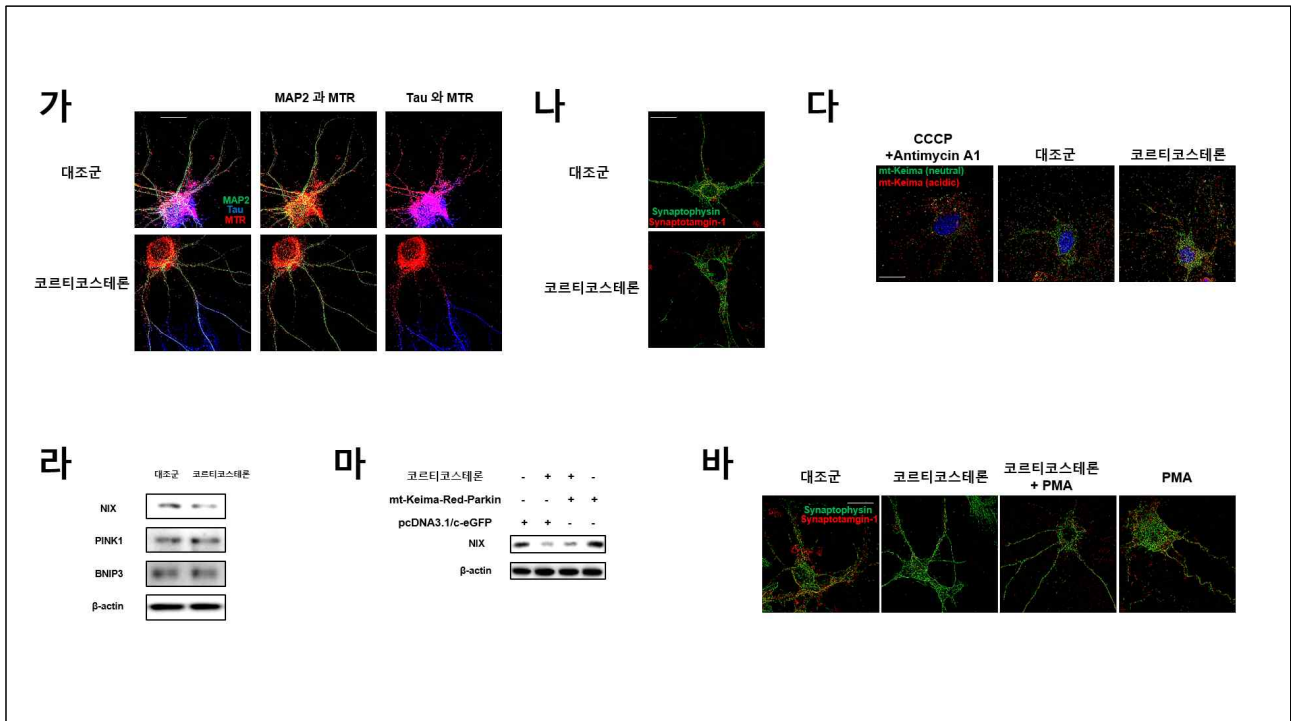 가
MAP2 과 MTR
Tau 와 MTR
대조군
MAP2
Tau
MTR
코르티코스테론
나
대조군
Synaptophysin
Synaptotamgin-1
코르티코스테론
다
CCCP
+Antimycin A1
대조군
코르티코스테론
mt-Keima (neutral)
mt-Keima (acidic)
라
대조군 코르티코스테론
NIX
PINK1
BNIP3
β-actin
마
코르티코스테론 - + + -
mt-Keima-Red-Parkin - - + +
pcDNA3.1/c-eGFP + + - -
NIX
β-actin
바
대조군
코르티코스테론
코르티코스테론
+ PMA
PMA
Synaptophysin
Synaptotamgin-1